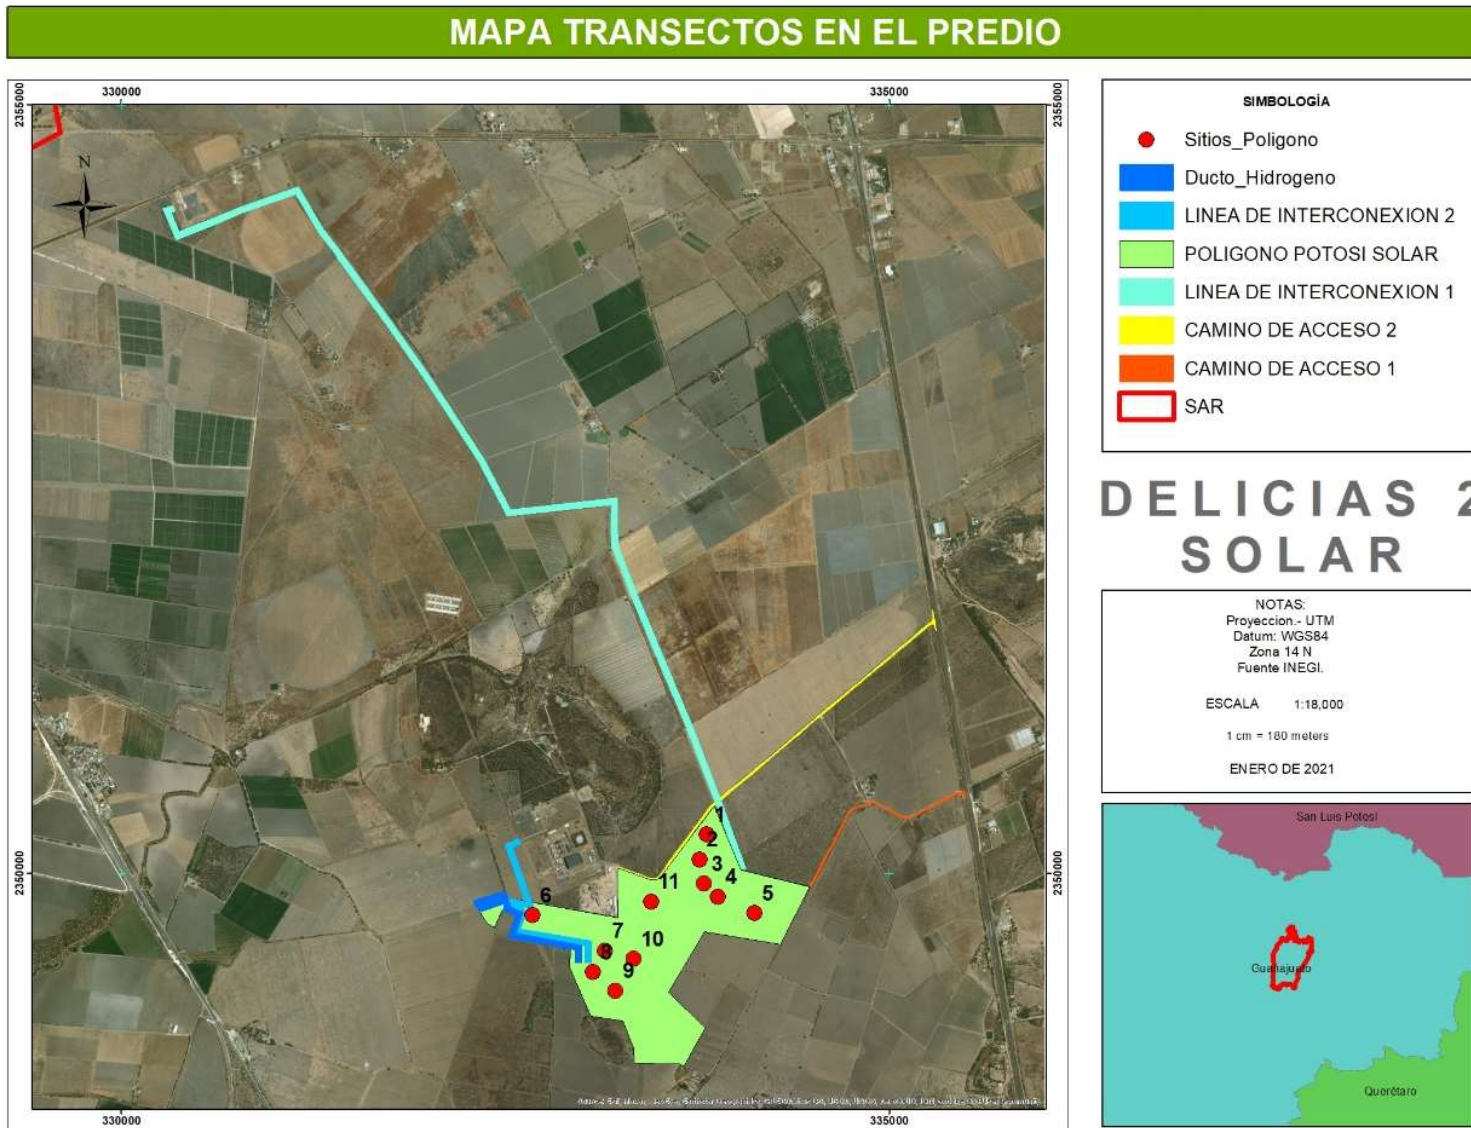 MAPA TRANSECTOS EN EL PREDIO
330000
335000
2355000
2355000
N
2350000
2350000
1
2
3
4
5
11
6
7
10
8
9
330000
335000
SIMBOLOGÍA
Sitios_Poligono
Ducto_Hidrogeno
LINEA DE INTERCONEXION 2
POLIGONO POTOSI SOLAR
LINEA DE INTERCONEXION 1
CAMINO DE ACCESO 2
CAMINO DE ACCESO 1
SAR
DELICIAS 2
SOLAR
NOTAS:
Proyeccion.- UTM
Datum: WGS84
Zona 14 N
Fuente INEGI.
ESCALA 1:18,000
1 cm = 180 meters
ENERO DE 2021
San Luis Potosí
Guanajuato
Querétaro